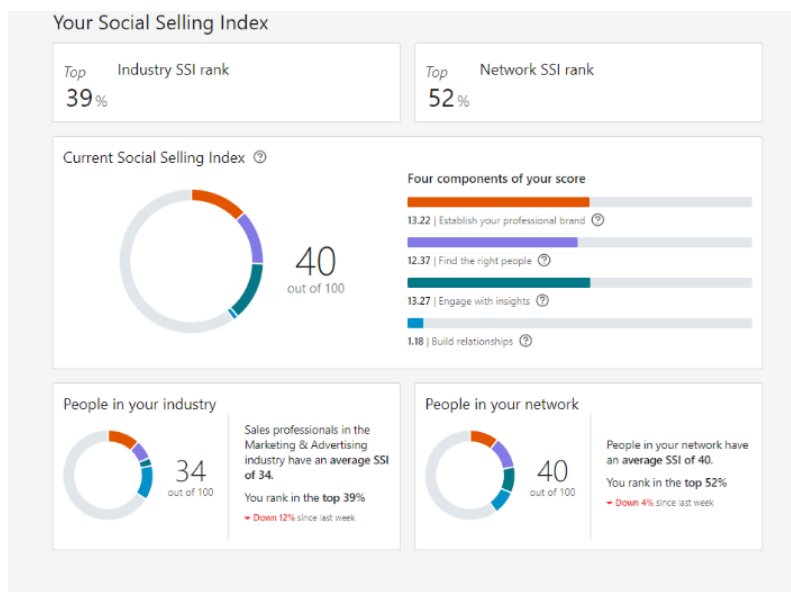 Your Social Selling Index
Top Industry SSI rank
39%
Top Network SSI rank
52%
Current Social Selling Index ?
40
out of 100
Four components of your score
13.22 | Establish your professional brand ?
12.37 | Find the right people ?
13.27 | Engage with insights ?
1.18 | Build relationships ?
People in your industry
34
out of 100
Sales professionals in the
Marketing & Advertising
industry have an average SSI
of 34.
You rank in the top 39%
Down 12% since last week
People in your network
40
out of 100
People in your network have
an average SSI of 40.
You rank in the top 52%
Down 4% since last week